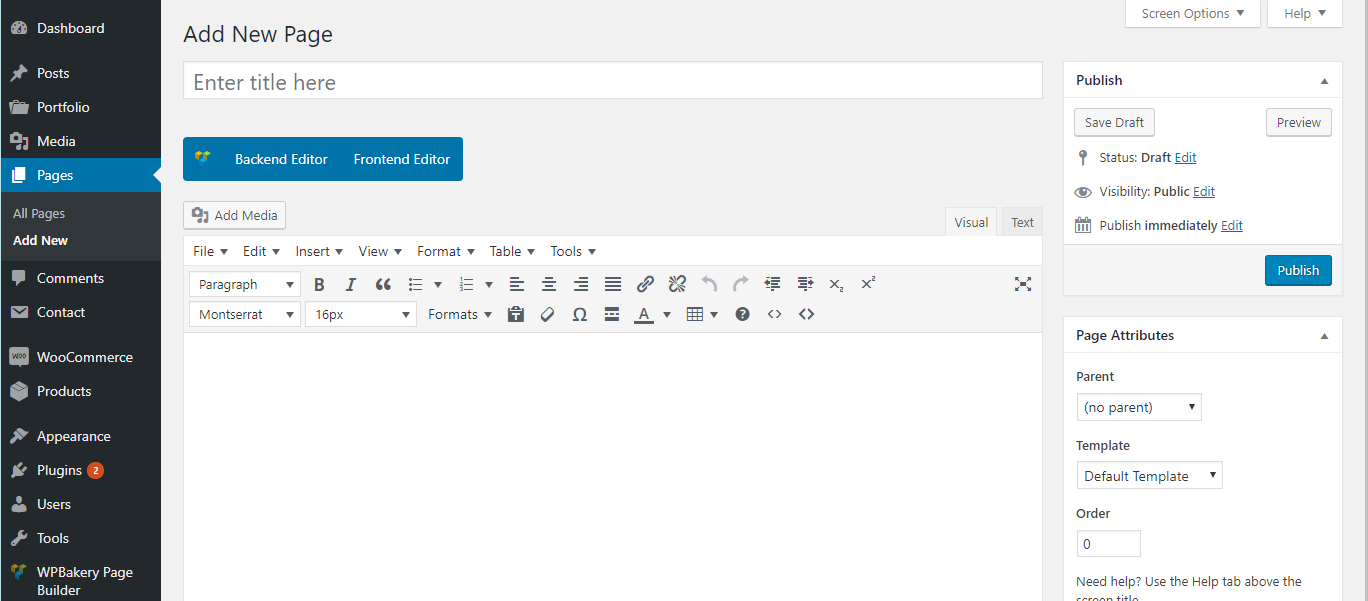 Dashboard
Posts
Portfolio
Media
Pages
All Pages
Add New
Comments
Contact
WOO WooCommerce
Products
Appearance
Plugins 2
Users
Tools
WPBakery Page
Builder
Screen Options Help
Add New Page
Enter title here
Backend Editor Frontend Editor
Add Media
Visual Text
File Edit Insert View Format Table Tools
Paragraph B I
Montserrat 16px Formats Ω A ?
Publish
Save Draft Preview
Status: Draft Edit
Visibility: Public Edit
Publish immediately Edit
Publish
Page Attributes
Parent
(no parent)
Template
Default Template
Order
0
Need help? Use the Help tab above the
screen title